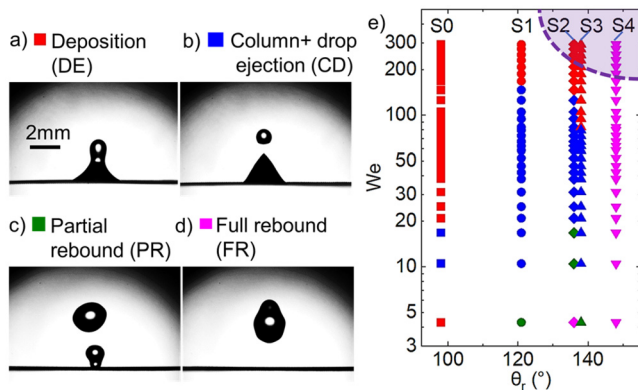 a) Deposition
(DE)
b) Column+ drop
ejection (CD)
2mm
c) Partial
rebound (PR)
d) Full rebound
(FR)
e)
S0 S1 S2 S3 S4
300
200
100
50
30
20
10
5
3
We
100 120 140
θr (°)